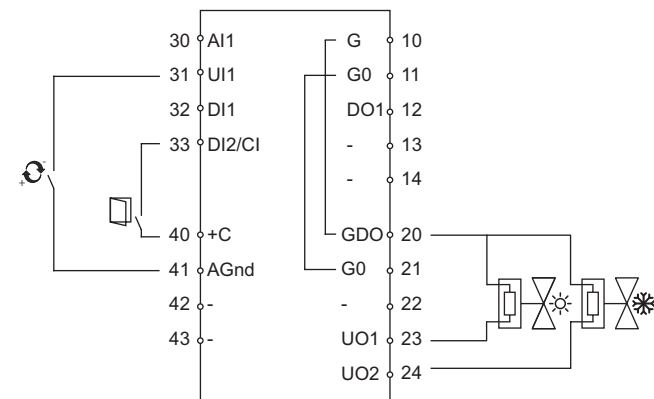 30 AI1 G 10
31 UI1 G0 11
32 DI1 DO1 12
33 DI2/CI - 13
- 14
40 +C GDO 20
41 AGnd G0 21
42 - - 22
43 - UO1 23
UO2 24
+ -